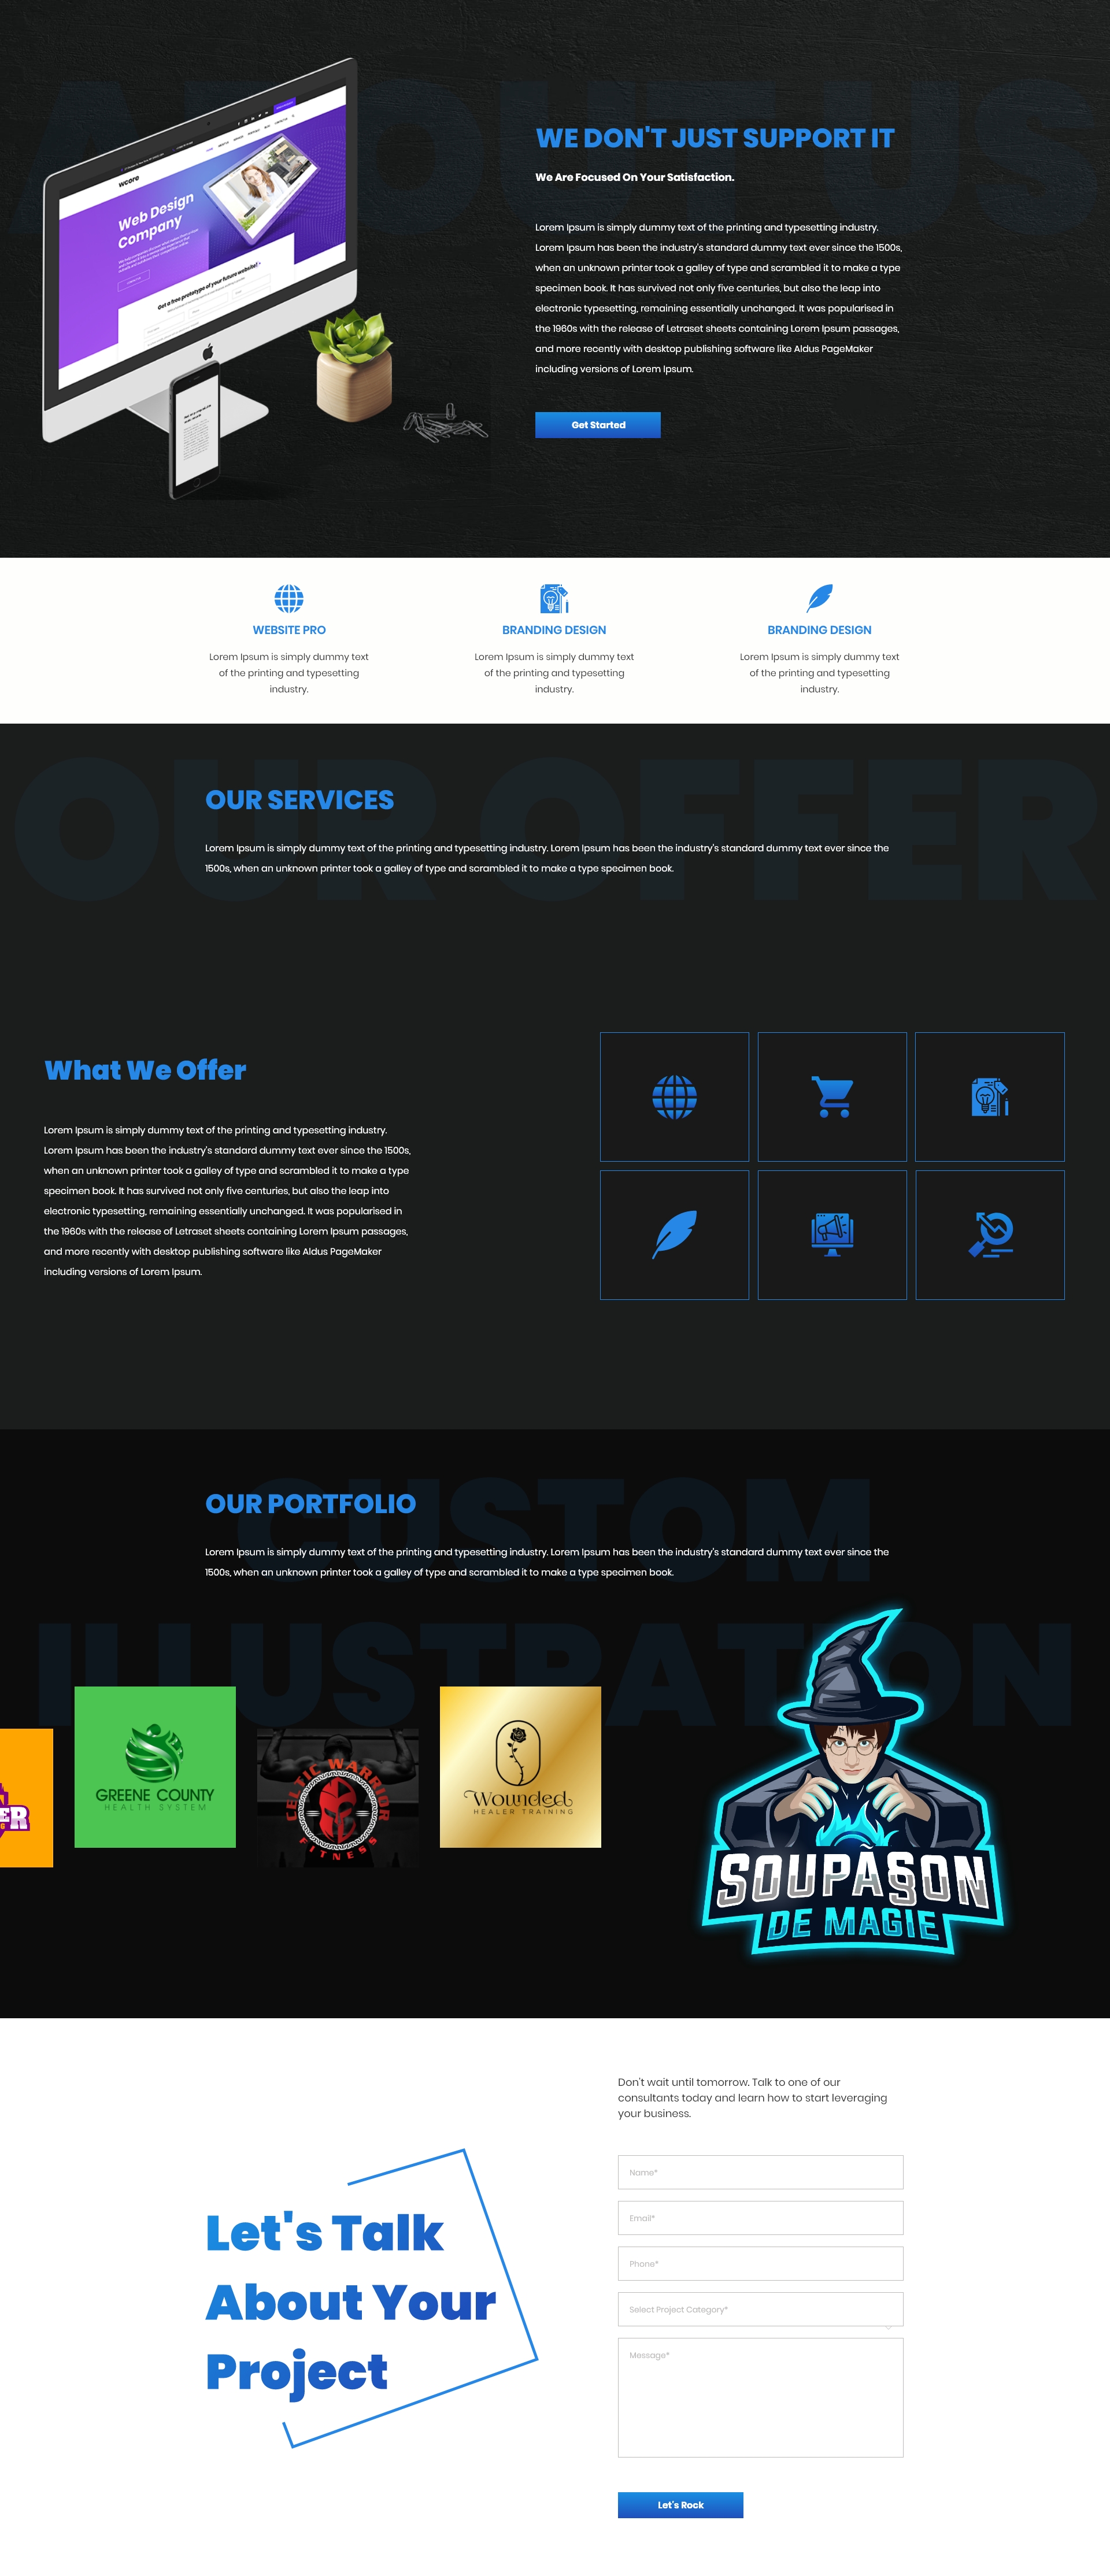 ABOUT US
wcore
Web Design
Company
Get a free prototype of your future website!
WE DON'T JUST SUPPORT IT
We Are Focused On Your Satisfaction.
Lorem Ipsum is simply dummy text of the printing and typesetting industry.
Lorem Ipsum has been the industry's standard dummy text ever since the 1500s,
when an unknown printer took a galley of type and scrambled it to make a type
specimen book. It has survived not only five centuries, but also the leap into
electronic typesetting, remaining essentially unchanged. It was popularised in
the 1960s with the release of Letraset sheets containing Lorem Ipsum passages,
and more recently with desktop publishing software like Aldus PageMaker
including versions of Lorem Ipsum.
Get Started
WEBSITE PRO
Lorem Ipsum is simply dummy text
of the printing and typesetting
industry.
BRANDING DESIGN
Lorem Ipsum is simply dummy text
of the printing and typesetting
industry.
BRANDING DESIGN
Lorem Ipsum is simply dummy text
of the printing and typesetting
industry.
OUR OFFER
OUR SERVICES
Lorem Ipsum is simply dummy text of the printing and typesetting industry. Lorem Ipsum has been the industry's standard dummy text ever since the
1500s, when an unknown printer took a galley of type and scrambled it to make a type specimen book.
What We Offer
Lorem Ipsum is simply dummy text of the printing and typesetting industry.
Lorem Ipsum has been the industry's standard dummy text ever since the 1500s,
when an unknown printer took a galley of type and scrambled it to make a type
specimen book. It has survived not only five centuries, but also the leap into
electronic typesetting, remaining essentially unchanged. It was popularised in
the 1960s with the release of Letraset sheets containing Lorem Ipsum passages,
and more recently with desktop publishing software like Aldus PageMaker
including versions of Lorem Ipsum.
CUSTOM
ILLUSTRATION
OUR PORTFOLIO
Lorem Ipsum is simply dummy text of the printing and typesetting industry. Lorem Ipsum has been the industry's standard dummy text ever since the
1500s, when an unknown printer took a galley of type and scrambled it to make a type specimen book.
ER
GREENE COUNTY
HEALTH SYSTEM
CELTIC WARRIOR
FITNESS
Wounded
HEALER TRAINING
SOUPÃSON
DE MAGIE
Don't wait until tomorrow. Talk to one of our
consultants today and learn how to start leveraging
your business.
Let's Talk
About Your
Project
Name*
Email*
Phone*
Select Project Category*
Message*
Let's Rock